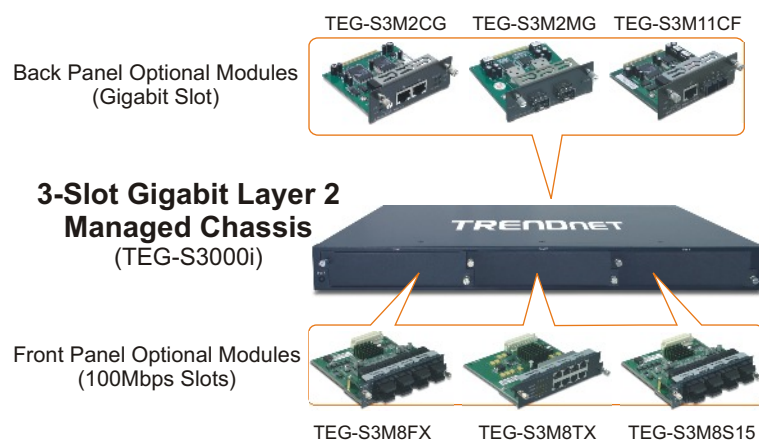 TEG-S3M2CG TEG-S3M2MG TEG-S3M11CF
Back Panel Optional Modules
(Gigabit Slot)
3-Slot Gigabit Layer 2
Managed Chassis
(TEG-S3000i)
TRENDNET
Front Panel Optional Modules
(100Mbps Slots)
TEG-S3M8FX TEG-S3M8TX TEG-S3M8S15